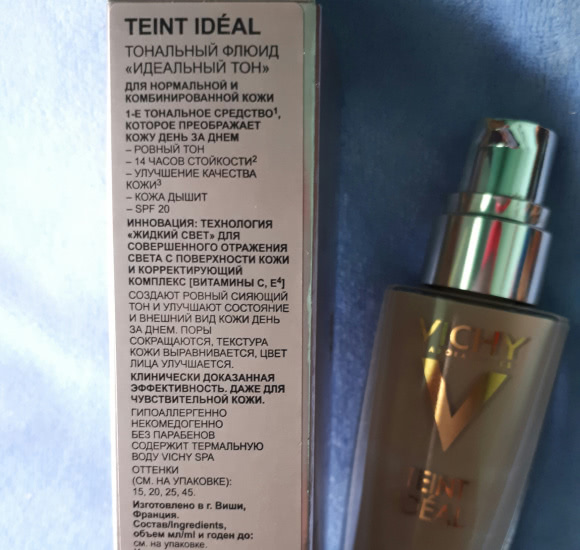 TEINT IDÉAL
ТОНАЛЬНЫЙ ФЛЮИД
«ИДЕАЛЬНЫЙ ТОН»
ДЛЯ НОРМАЛЬНОЙ И
КОМБИНИРОВАННОЙ КОЖИ
1-Е ТОНАЛЬНОЕ СРЕДСТВО¹,
КОТОРОЕ ПРЕОБРАЖАЕТ
КОЖУ ДЕНЬ ЗА ДНЕМ
– РОВНЫЙ ТОН
– 14 ЧАСОВ СТОЙКОСТИ²
– УЛУЧШЕНИЕ КАЧЕСТВА
КОЖИ³
– КОЖА ДЫШИТ
– SPF 20
ИННОВАЦИЯ: ТЕХНОЛОГИЯ
«ЖИДКИЙ СВЕТ» ДЛЯ
СОВЕРШЕННОГО ОТРАЖЕНИЯ
СВЕТА С ПОВЕРХНОСТИ КОЖИ
И КОРРЕКТИРУЮЩИЙ
КОМПЛЕКС [ВИТАМИНЫ С, Е⁴]
СОЗДАЮТ РОВНЫЙ СИЯЮЩИЙ
ТОН И УЛУЧШАЮТ СОСТОЯНИЕ
И ВНЕШНИЙ ВИД КОЖИ ДЕНЬ
ЗА ДНЕМ. ПОРЫ
СОКРАЩАЮТСЯ, ТЕКСТУРА
КОЖИ ВЫРАВНИВАЕТСЯ, ЦВЕТ
ЛИЦА УЛУЧШАЕТСЯ.
КЛИНИЧЕСКИ ДОКАЗАННАЯ
ЭФФЕКТИВНОСТЬ. ДАЖЕ ДЛЯ
ЧУВСТВИТЕЛЬНОЙ КОЖИ.
ГИПОАЛЛЕРГЕННО
НЕКОМЕДОГЕННО
БЕЗ ПАРАБЕНОВ
СОДЕРЖИТ ТЕРМАЛЬНУЮ
ВОДУ VICHY SPA
ОТТЕНКИ
(СМ. НА УПАКОВКЕ):
15, 20, 25, 45.
Изготовлено в г. Виши,
Франция.
Состав/Ingredients,
объем мл/ml и годен до:
см. на упаковке.
VICHY
TEINT
IDÉAL